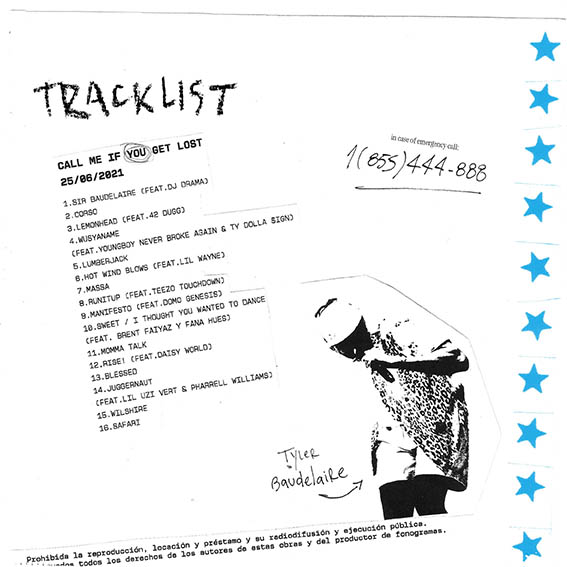 TRACKLIST
CALL ME IF YOU GET LOST
25/06/2021
in case of emergency call:
1(855)444-888
1.SIR BAUDELAIRE (FEAT.DJ DRAMA)
2.CORSO
3.LEMONHEAD (FEAT.42 DUGG)
4.WUSYANAME
(FEAT.YOUNGBOY NEVER BROKE AGAIN & TY DOLLA $IGN)
5.LUMBERJACK
6.HOT WIND BLOWS (FEAT.LIL WAYNE)
7.MASSA
8.RUNITUP (FEAT.TEEZO TOUCHDOWN)
9.MANIFESTO (FEAT.DOMO GENESIS)
10.SWEET / I THOUGHT YOU WANTED TO DANCE
(FEAT. BRENT FAIYAZ Y FANA HUES)
11.MOMMA TALK
12.RISE! (FEAT.DAISY WORLD)
13.BLESSED
14.JUGGERNAUT
(FEAT.LIL UZI VERT & PHARRELL WILLIAMS)
15.WILSHIRE
16.SAFARI
Tyler
Baudelaire
Prohibida la reproducción, locación y préstamo y su radiodifusión y ejecución pública.
todos los derechos de los autores de estas obras y del productor de fonogramas.